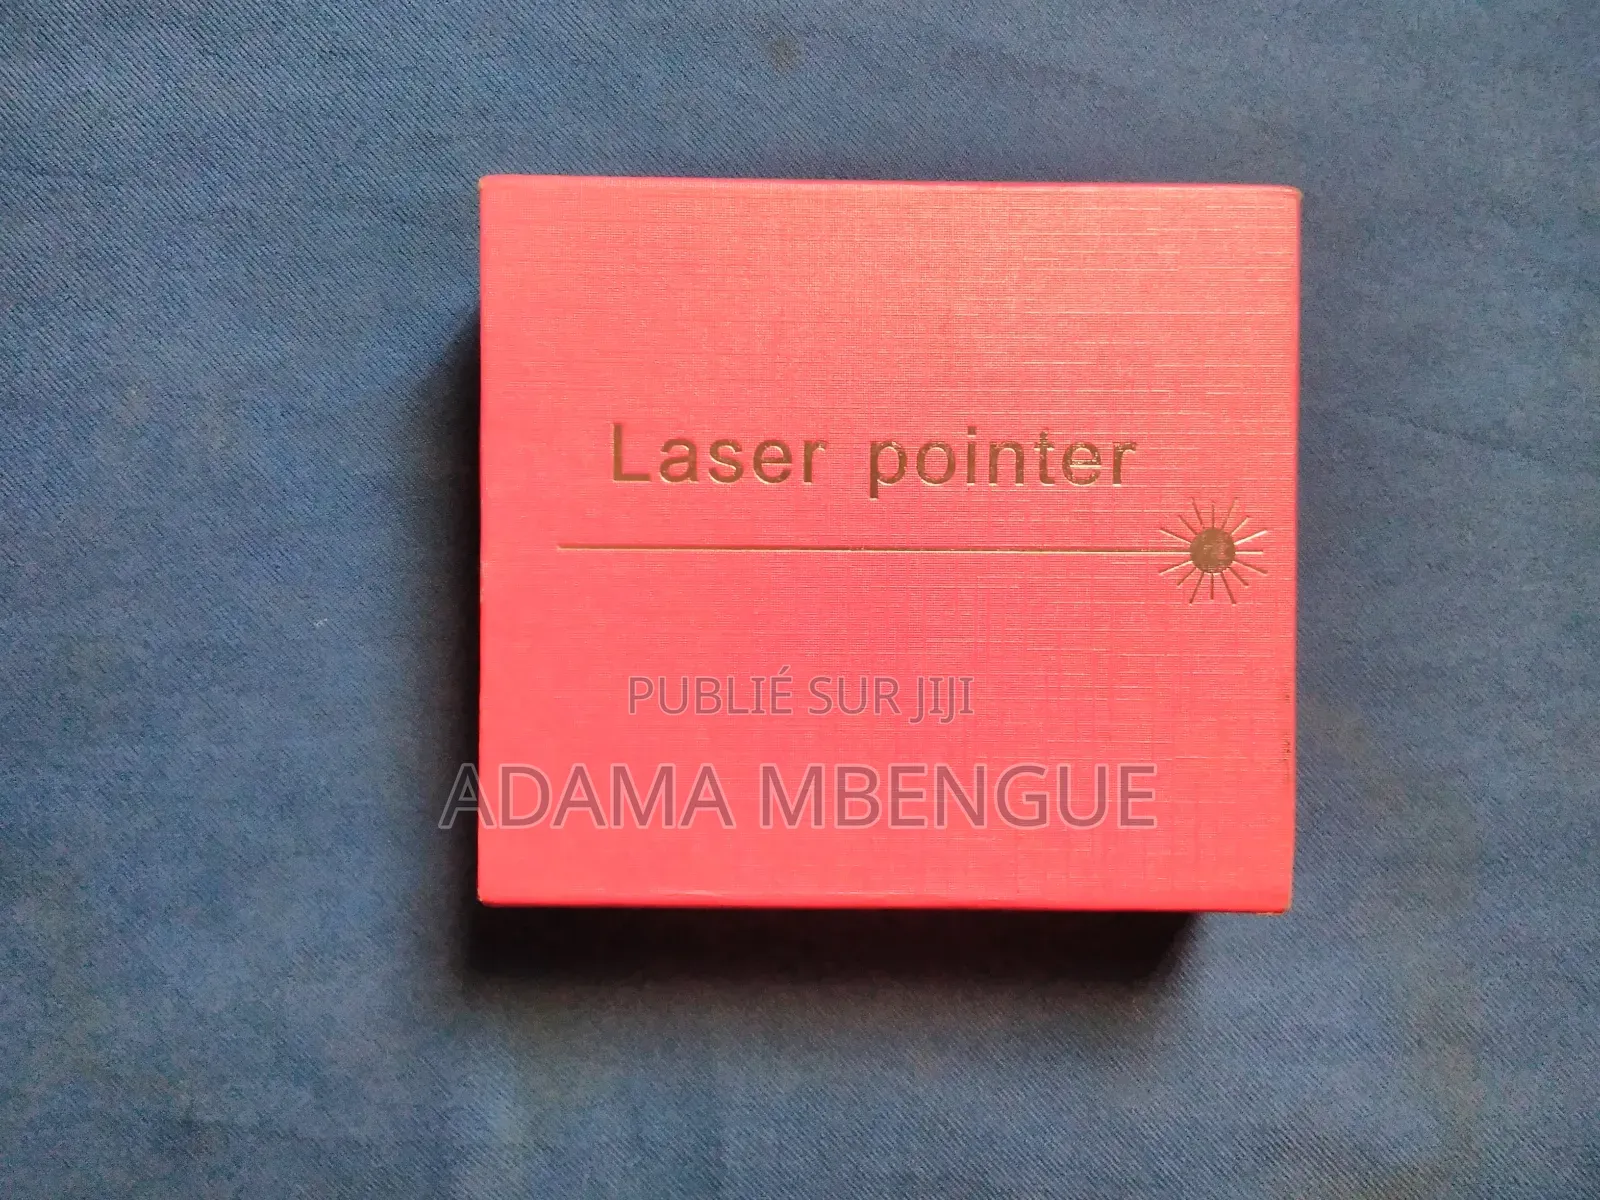 Laser pointer
PUBLIÉ SUR JIJI
ADAMA MBENGUE